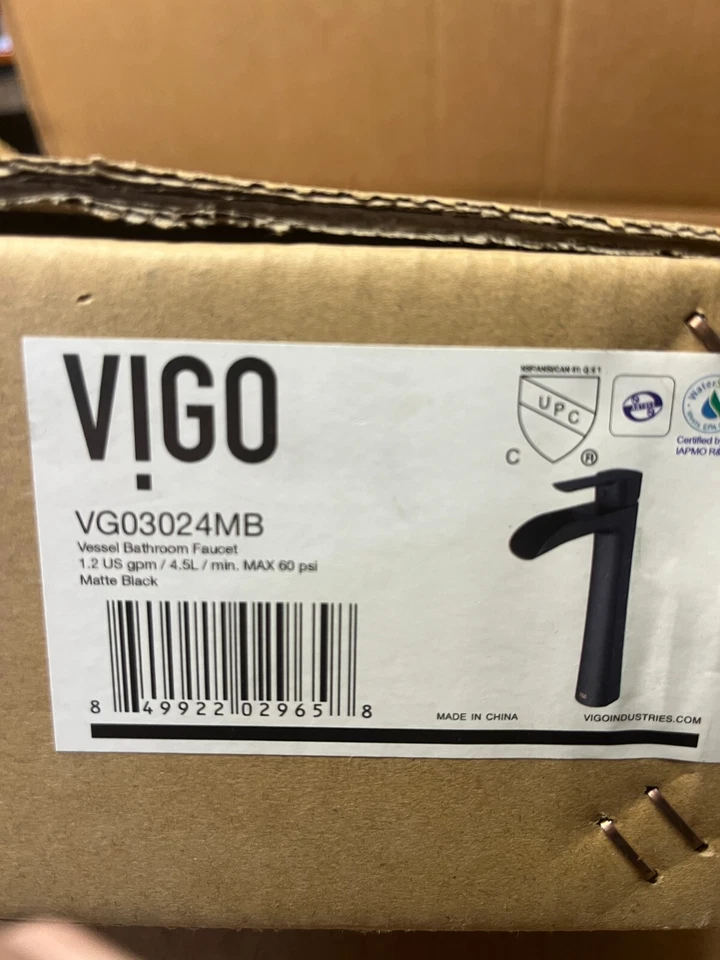 VIGO
VG03024MB
Vessel Bathroom Faucet
1.2 US gpm / 4.5L / min. MAX 60 psi
Matte Black
8 49922 02965 8
UPC
C ®
Certified b
IAPMO R&
MADE IN CHINA
VIGOINDUSTRIES.COM